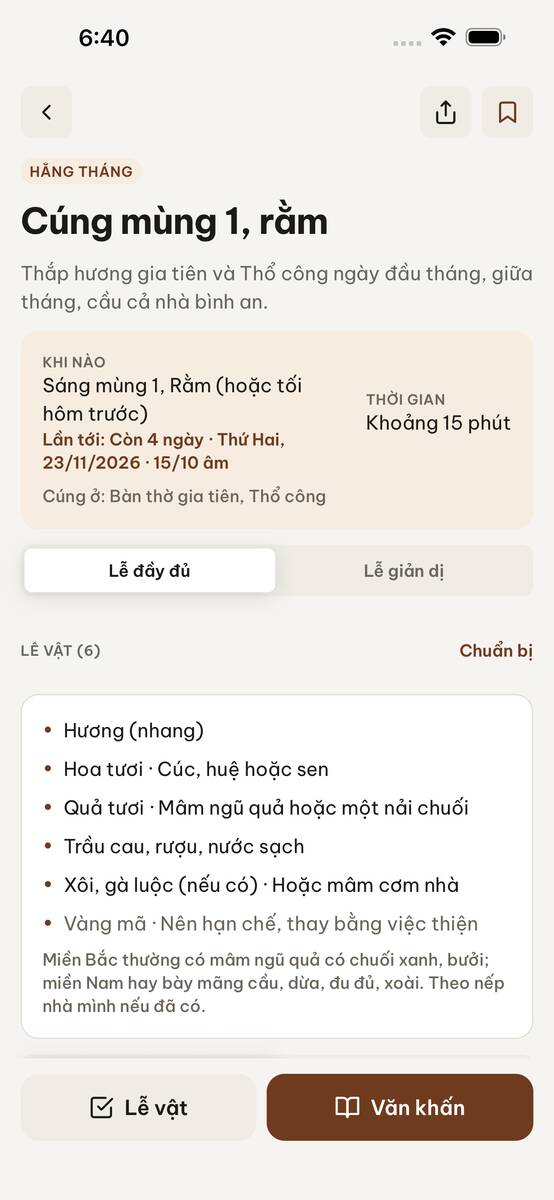 6:40
HẰNG THÁNG
Cúng mùng 1, rằm
Thắp hương gia tiên và Thổ công ngày đầu tháng, giữa
tháng, cầu cả nhà bình an.
KHI NÀO
Sáng mùng 1, Rằm (hoặc tối
hôm trước)
Lần tới: Còn 4 ngày · Thứ Hai,
23/11/2026 · 15/10 âm
Cúng ở: Bàn thờ gia tiên, Thổ công
THỜI GIAN
Khoảng 15 phút
Lễ đầy đủ
Lễ giản dị
LỄ VẬT (6)
Chuẩn bị
• Hương (nhang)
• Hoa tươi · Cúc, huệ hoặc sen
• Quả tươi · Mâm ngũ quả hoặc một nải chuối
• Trầu cau, rượu, nước sạch
• Xôi, gà luộc (nếu có) · Hoặc mâm cơm nhà
• Vàng mã · Nên hạn chế, thay bằng việc thiện
Miền Bắc thường có mâm ngũ quả có chuối xanh, bưởi;
miền Nam hay bày mãng cầu, dừa, đu đủ, xoài. Theo nếp
nhà mình nếu đã có.
Lễ vật
Văn khấn